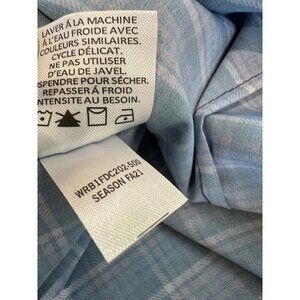 LAVER À LA MACHINE
À L'EAU FROIDE AVEC
COULEURS SIMILAIRES.
CYCLE DÉLICAT.
NE PAS UTILISER
D'EAU DE JAVEL.
SPENDRE POUR SÉCHER.
REPASSER À FROID
INTENSITE AU BESOIN.
WRB1FDC202-500
SEASON FA21